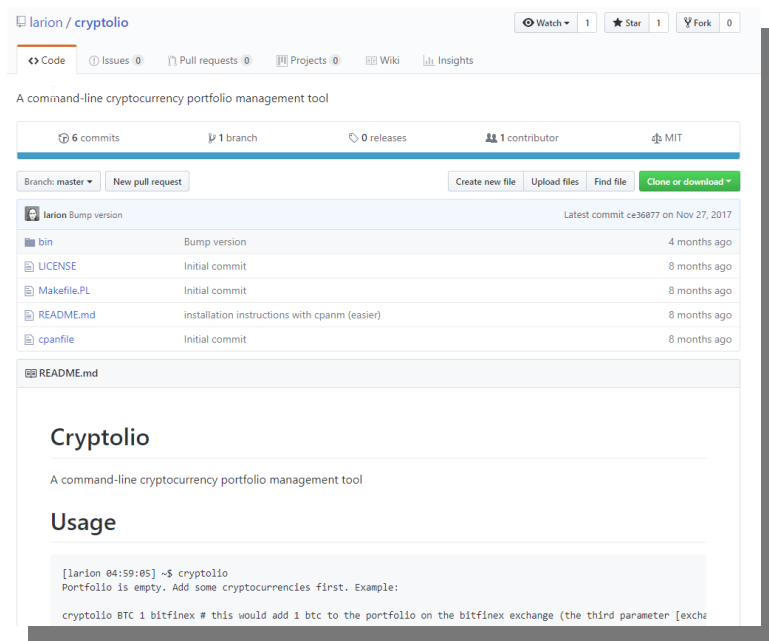 larion / cryptolio
Watch 1 Star 1 Fork 0
Code Issues 0 Pull requests 0 Projects 0 Wiki Insights
A command-line cryptocurrency portfolio management tool
6 commits 1 branch 0 releases 1 contributor MIT
Branch: master New pull request Create new file Upload files Find file Clone or download
larion Bump version Latest commit ce36077 on Nov 27, 2017
bin Bump version 4 months ago
LICENSE Initial commit 8 months ago
Makefile.PL Initial commit 8 months ago
README.md installation instructions with cpanm (easier) 8 months ago
cpanfile Initial commit 8 months ago
README.md
Cryptolio
A command-line cryptocurrency portfolio management tool
Usage
[larion 04:59:05] ~$ cryptolio
Portfolio is empty. Add some cryptocurrencies first. Example:
cryptolio BTC 1 bitfinex # this would add 1 btc to the portfolio on the bitfinex exchange (the third parameter [excha